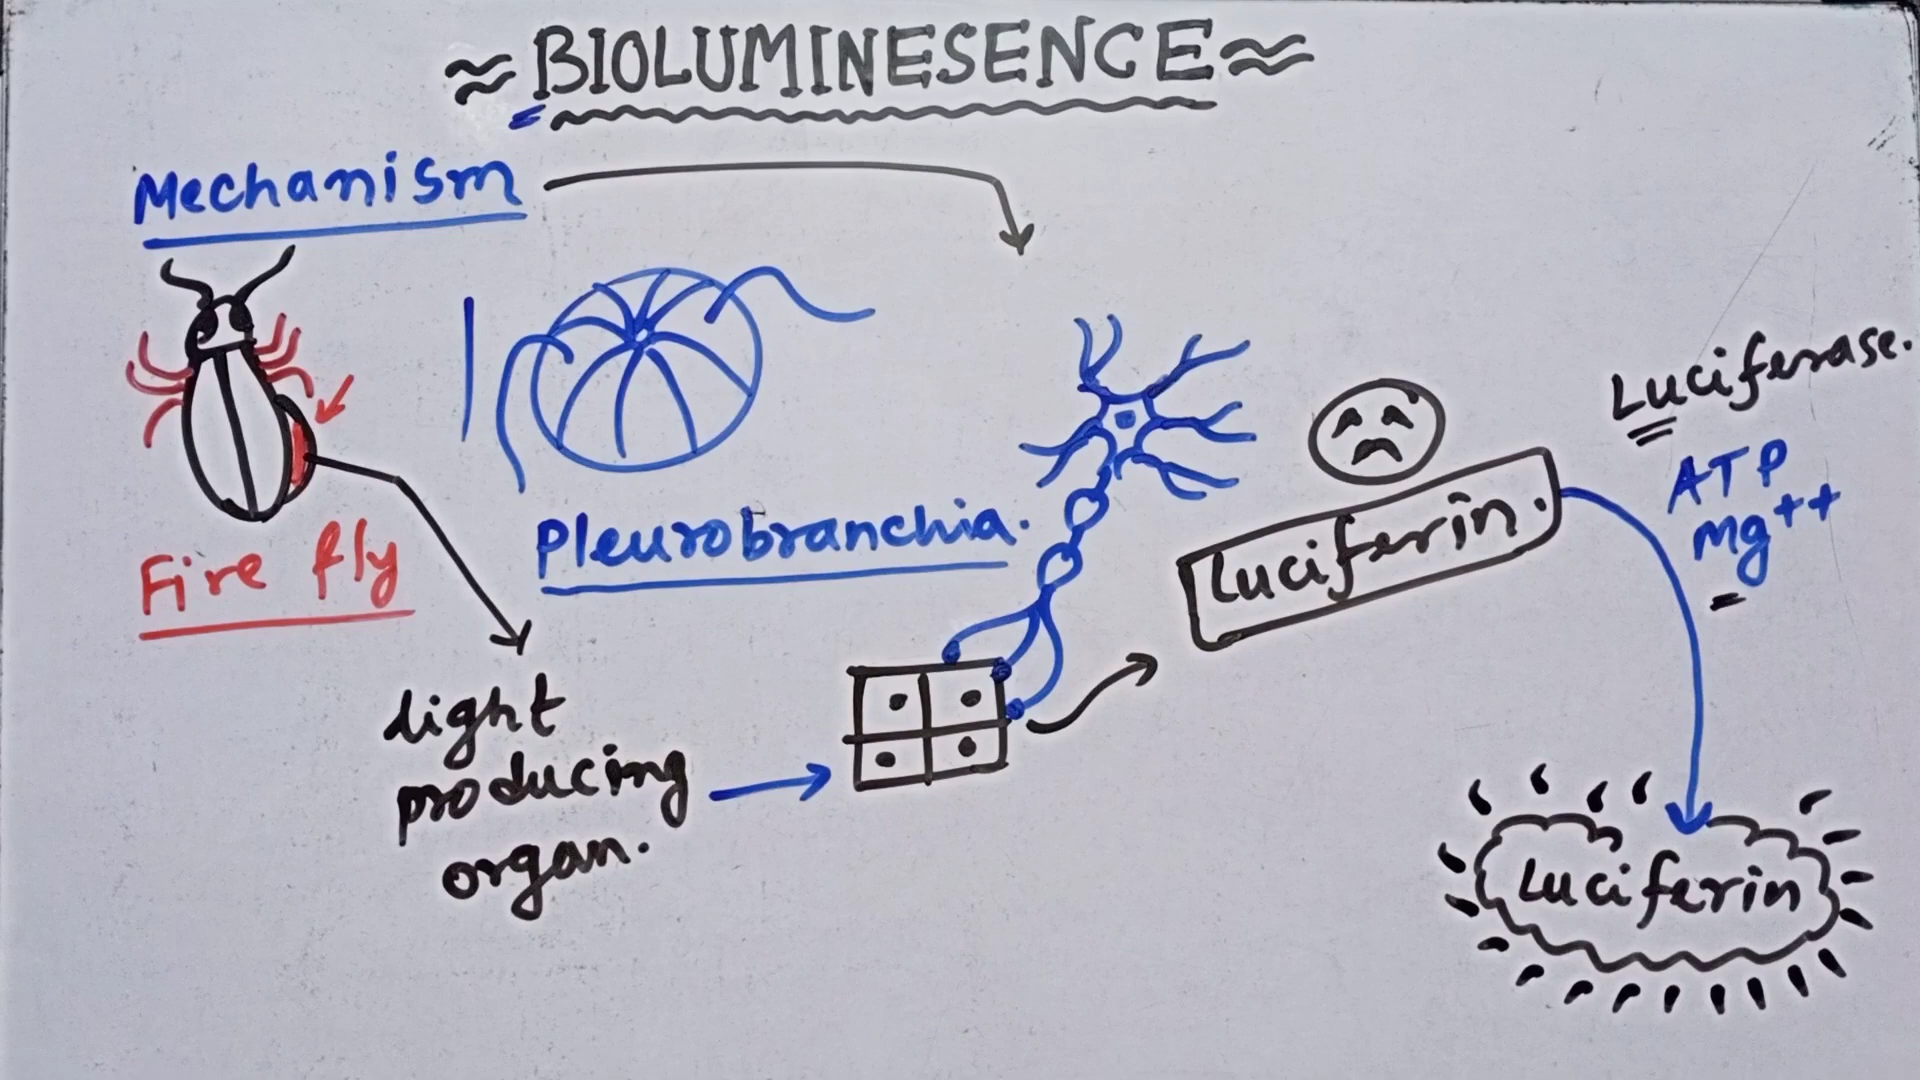 ≈ BIOLUMINESENCE ≈
Mechanism
Fire fly
Pleurobranchia.
light
producing
organ.
Luciferin.
Luciferase.
ATP
Mg++
Luciferin